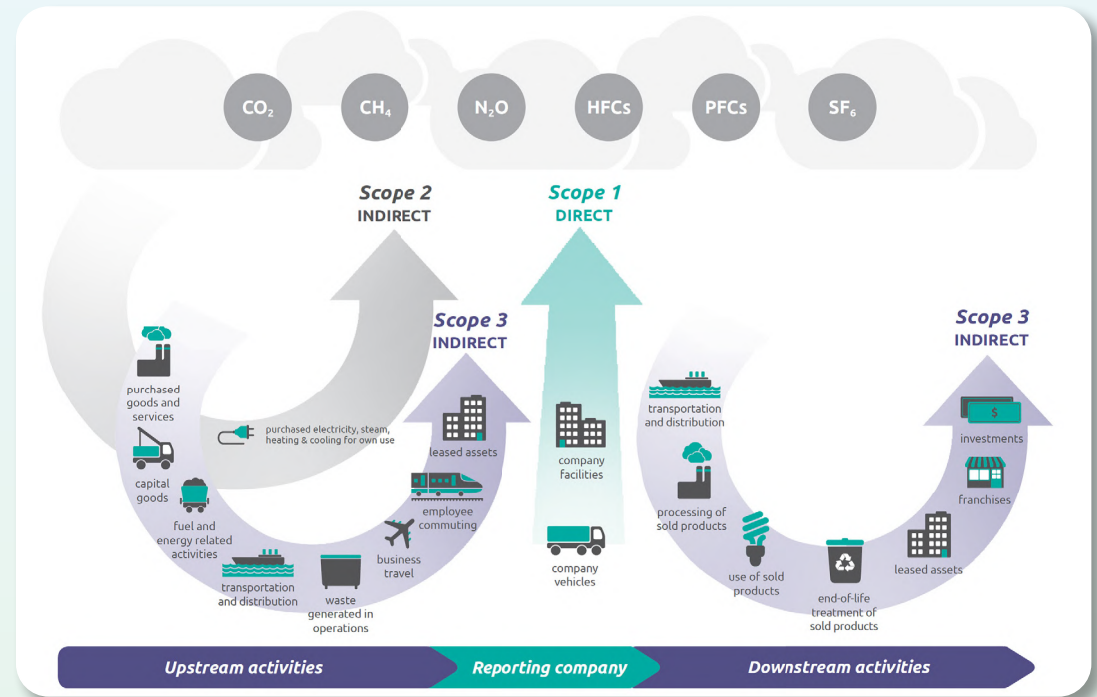 CO₂
CH₄
N₂O
HFCs
PFCs
SF₆
Scope 2
INDIRECT
Scope 1
DIRECT
Scope 3
INDIRECT
Scope 3
INDIRECT
purchased
goods and
services
capital
goods
fuel and
energy related
activities
transportation
and distribution
waste
generated in
operations
business
travel
employee
commuting
leased assets
purchased electricity, steam,
heating & cooling for own use
company
facilities
company
vehicles
transportation
and distribution
processing of
sold products
use of sold
products
end-of-life
treatment of
sold products
leased assets
franchises
$
investments
Upstream activities
Reporting company
Downstream activities